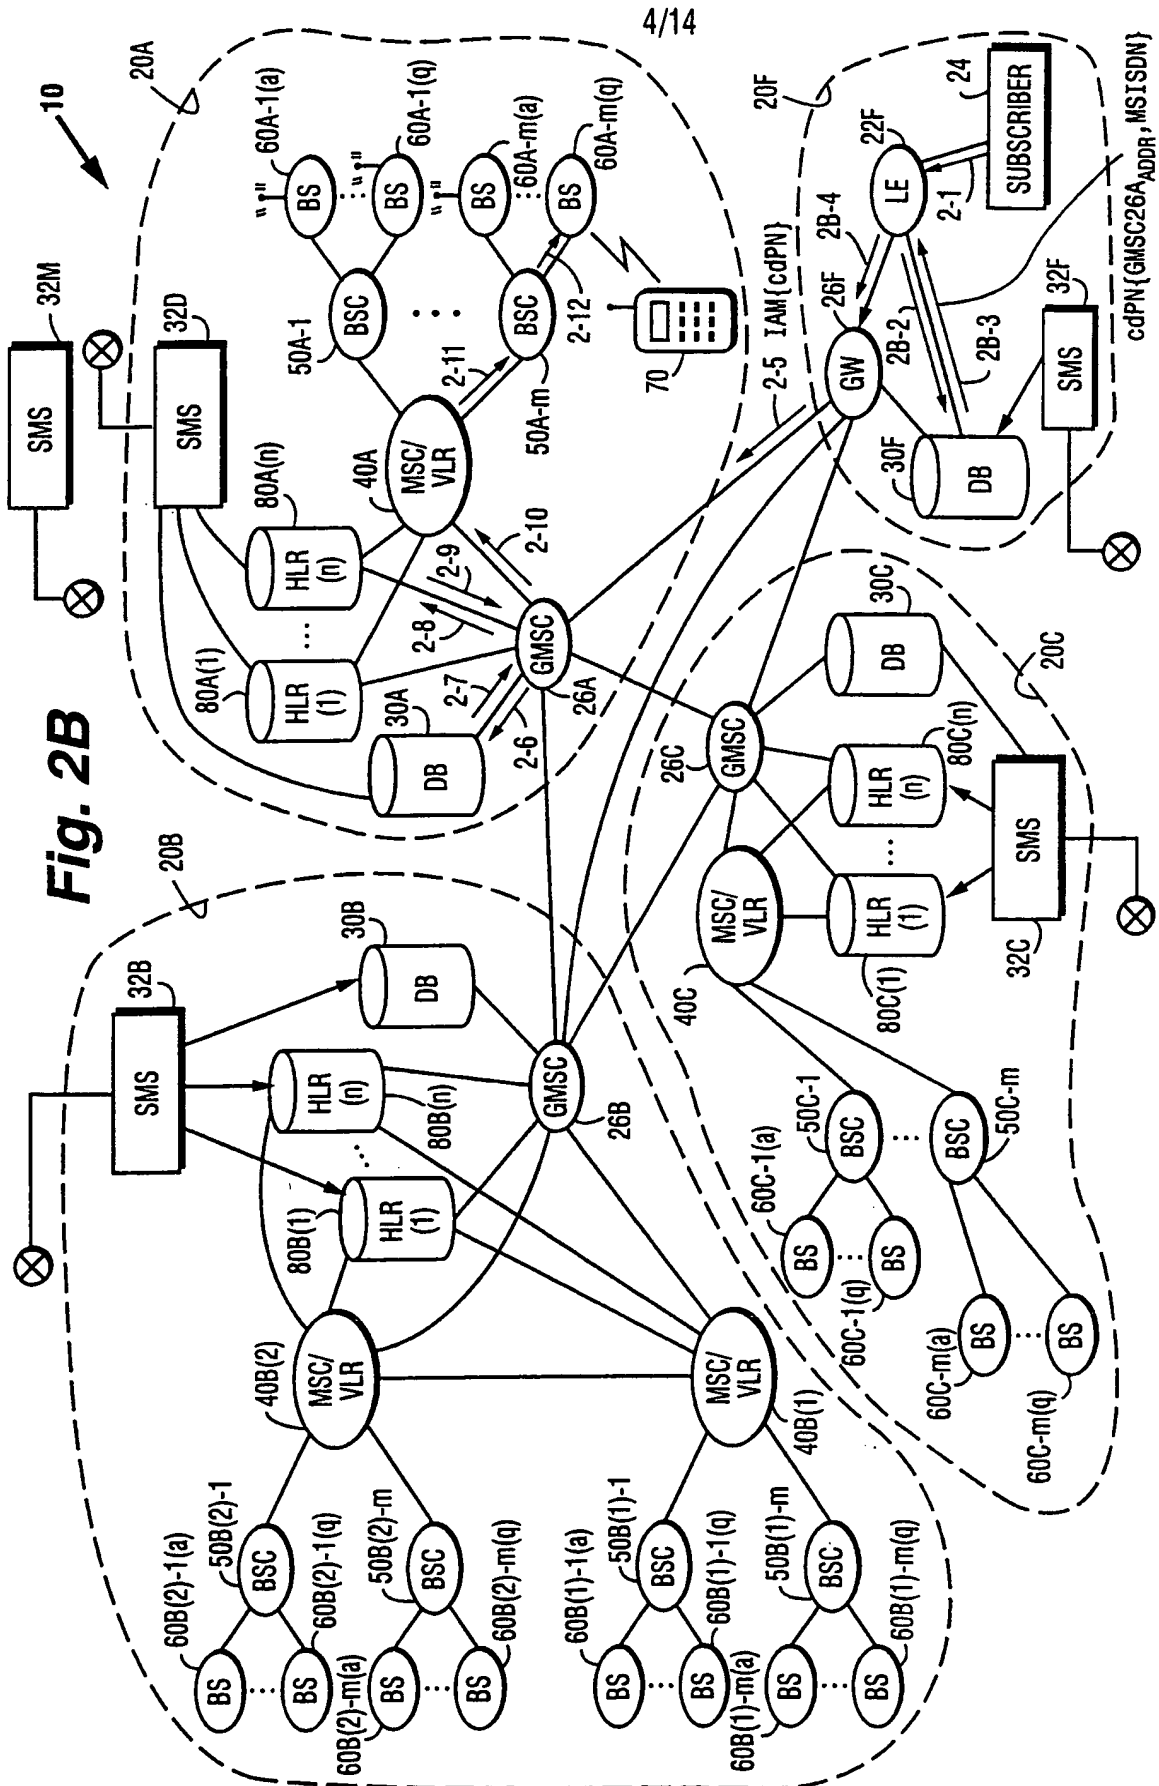 4/14
Fig. 2B
10
20A
32M
SMS
32D
SMS
80A(n)
HLR
(n)
...
80A(1)
HLR
(1)
30A
DB
2-6
2-7
2-8
2-9
2-10
GMSC
26A
MSC/
VLR
40A
2-11
50A-1
BSC
BSC
50A-m
2-12
60A-1(a)
BS
60A-1(q)
BS
60A-m(a)
BS
60A-m(q)
BS
70
20F
24
SUBSCRIBER
22F
LE
2-1
2B-4
26F
GW
2B-2
2B-3
2-5 IAM{cdPN}
30F
DB
32F
SMS
cdPN{GMSC26A_ADDR, MSISDN}
20B
32B
SMS
30B
DB
HLR
(n)
80B(n)
...
80B(1)
HLR
(1)
GMSC
26B
40B(2)
MSC/
VLR
MSC/
VLR
40B(1)
50B(2)-1
BSC
50B(2)-m
BSC
60B(2)-1(a)
BS
60B(2)-1(q)
BS
60B(2)-m(a)
BS
60B(2)-m(q)
BS
50B(1)-1
BSC
50B(1)-m
BSC
60B(1)-1(a)
BS
60B(1)-1(q)
BS
60B(1)-m(a)
BS
60B(1)-m(q)
BS
20C
26C
GMSC
30C
DB
80C(n)
HLR
(n)
...
HLR
(1)
80C(1)
SMS
32C
MSC/
VLR
40C
50C-1
BSC
50C-m
BSC
60C-1(a)
BS
60C-1(q)
BS
60C-m(a)
BS
60C-m(q)
BS